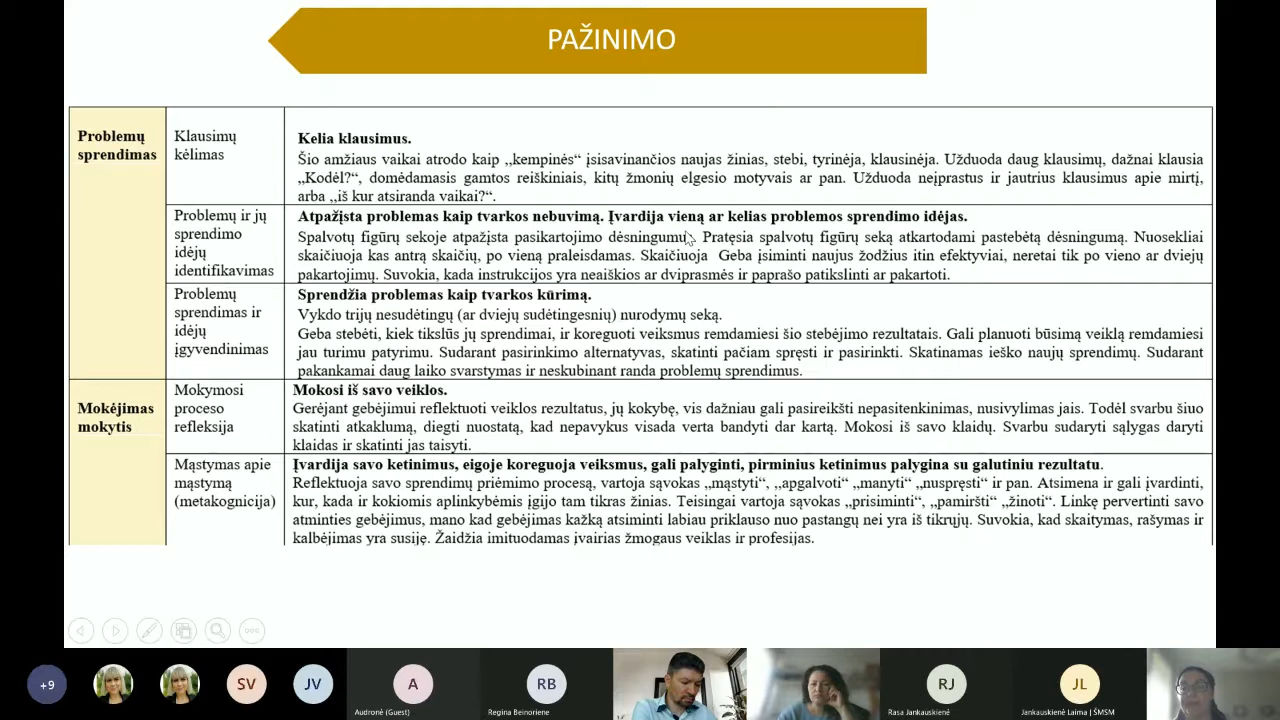 PAŽINIMO
Problemų
sprendimas
Klausimų
kėlimas
Kelia klausimus.
Šio amžiaus vaikai atrodo kaip ,,kempinės“ įsisavinančios naujas žinias, stebi, tyrinėja, klausinėja. Užduoda daug klausimų, dažnai klausia
„Kodėl?“, domėdamasis gamtos reiškiniais, kitų žmonių elgesio motyvais ar pan. Užduoda neįprastus ir jautrius klausimus apie mirtį,
arba ,,iš kur atsiranda vaikai?“.
Problemų ir jų
sprendimo
idėjų
identifikavimas
Atpažįsta problemas kaip tvarkos nebuvimą. Įvardija vieną ar kelias problemos sprendimo idėjas.
Spalvotų figūrų sekoje atpažįsta pasikartojimo dėsningumų. Pratęsia spalvotų figūrų seką atkartodami pastebėtą dėsningumą. Nuosekliai
skaičiuoja kas antrą skaičių, po vieną praleisdamas. Skaičiuoja Geba įsiminti naujus žodžius itin efektyviai, neretai tik po vieno ar dviejų
pakartojimų. Suvokia, kada instrukcijos yra neaiškios ar dviprasmės ir paprašo patikslinti ar pakartoti.
Problemų
sprendimas ir
idėjų
įgyvendinimas
Sprendžia problemas kaip tvarkos kūrimą.
Vykdo trijų nesudėtingų (ar dviejų sudėtingesnių) nurodymų seką.
Geba stebėti, kiek tikslūs jų sprendimai, ir koreguoti veiksmus remdamiesi šio stebėjimo rezultatais. Gali planuoti būsimą veiklą remdamiesi
jau turimu patyrimu. Sudarant pasirinkimo alternatyvas, skatinti pačiam spręsti ir pasirinkti. Skatinamas ieško naujų sprendimų. Sudarant
pakankamai daug laiko svarstymas ir neskubinant randa problemų sprendimus.
Mokėjimas
mokytis
Mokymosi
proceso
refleksija
Mokosi iš savo veiklos.
Gerėjant gebėjimui reflektuoti veiklos rezultatus, jų kokybę, vis dažniau gali pasireikšti nepasitenkinimas, nusivylimas jais. Todėl svarbu šiuo
skatinti atkaklumą, diegti nuostatą, kad nepavykus visada verta bandyti dar kartą. Mokosi iš savo klaidų. Svarbu sudaryti sąlygas daryti
klaidas ir skatinti jas taisyti.
Mąstymas apie
mąstymą
(metakognicija)
Įvardija savo ketinimus, eigoje koreguoja veiksmus, gali palyginti, pirminius ketinimus palygina su galutiniu rezultatu.
Reflektuoja savo sprendimų priėmimo procesą, vartoja sąvokas „mąstyti“, „apgalvoti“ „manyti“ „nuspręsti“ ir pan. Atsimena ir gali įvardinti,
kur, kada ir kokiomis aplinkybėmis įgijo tam tikras žinias. Teisingai vartoja sąvokas „prisiminti“, „pamiršti“ „žinoti“. Linkę pervertinti savo
atminties gebėjimus, mano kad gebėjimas kažką atsiminti labiau priklauso nuo pastangų nei yra iš tikrųjų. Suvokia, kad skaitymas, rašymas ir
kalbėjimas yra susiję. Žaidžia imituodamas įvairias žmogaus veiklas ir profesijas.
+9
SV
JV
A
RB
RJ
JL
Audronė (Guest)
Regina Beinoriene
Rasa Jankauskienė
Jankauskienė Laima | ŠMSM